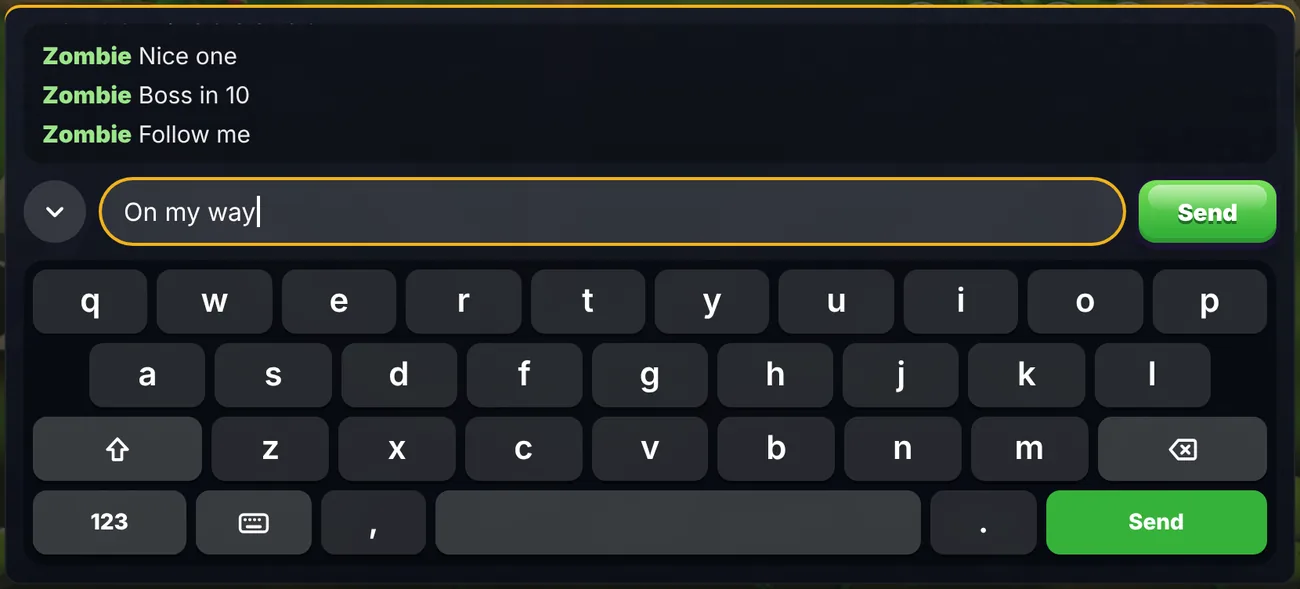 Zombie Nice one
Zombie Boss in 10
Zombie Follow me
On my way
Send
q w e r t y u i o p
a s d f g h j k l
z x c v b n m
123 , . Send